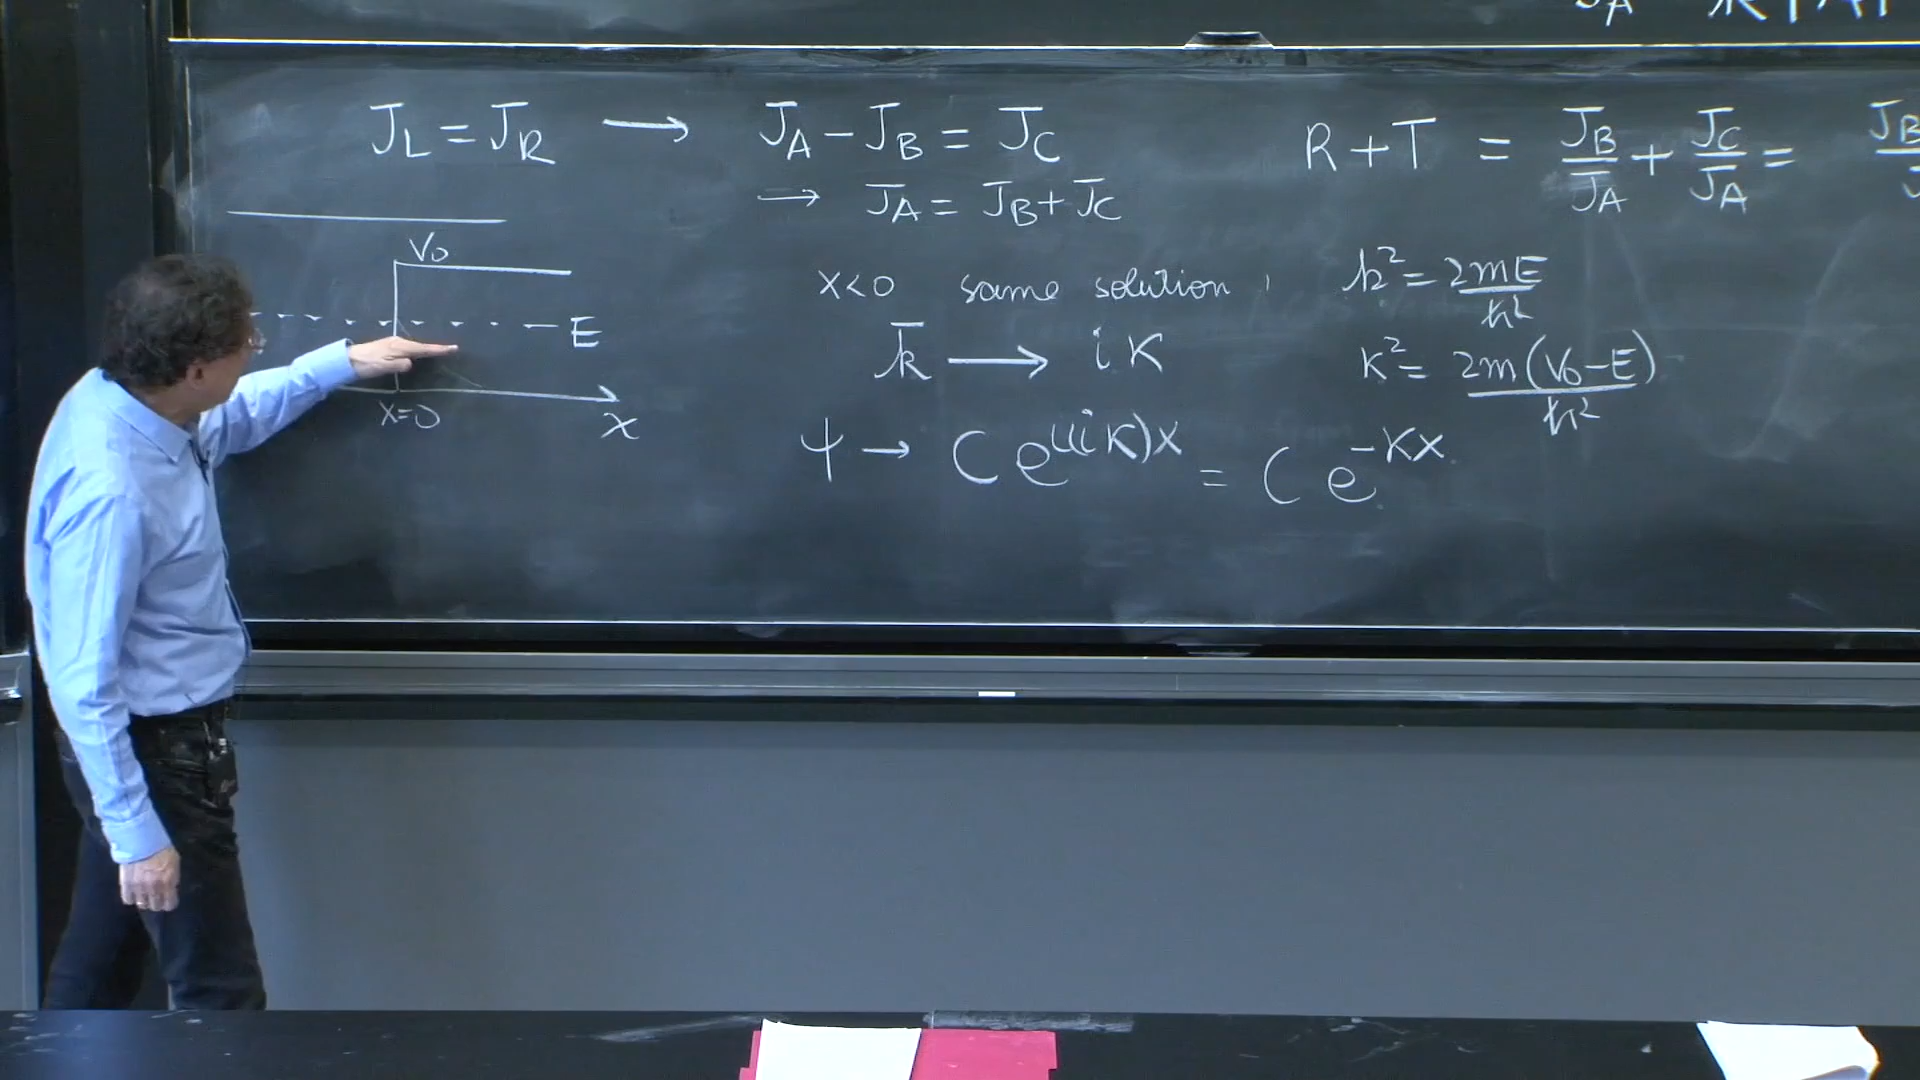 J_L = J_R ⟶ J_A − J_B = J_C
→ J_A = J_B + J_C
R + T = J_B/J_A + J_C/J_A = J_B
V₀
E
x=0
x
x<0 same solution, k² = 2mE/ħ²
k̄ ⟶ iκ κ² = 2m(V₀−E)/ħ²
ψ → C e^{i(iκ)x} = C e^{−κx}